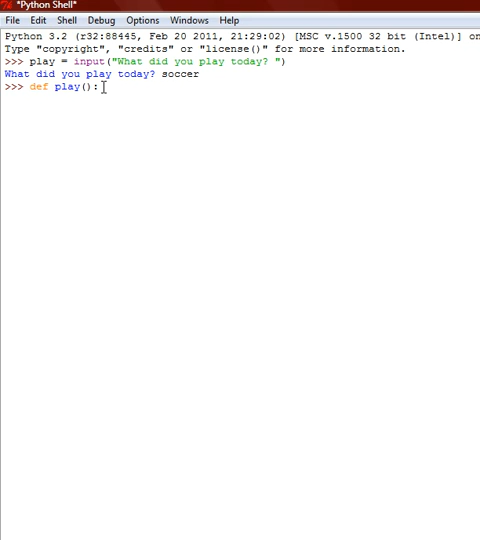 *Python Shell*
File Edit Shell Debug Options Windows Help
Python 3.2 (r32:88445, Feb 20 2011, 21:29:02) [MSC v.1500 32 bit (Intel)] on
Type "copyright", "credits" or "license()" for more information.
>>> play = input("What did you play today? ")
What did you play today? soccer
>>> def play():